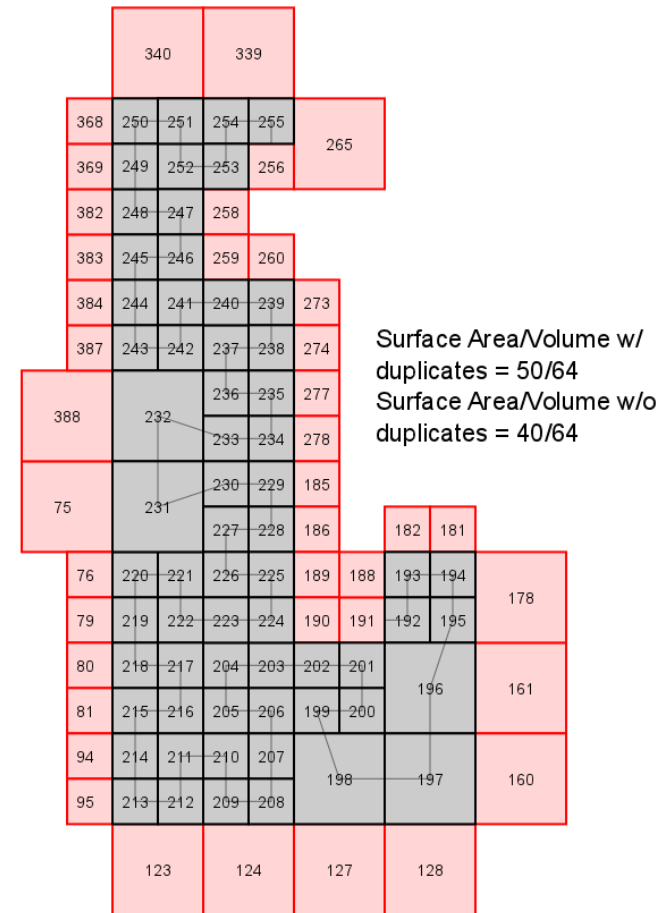 340 339
368 250 251 254 255 265
369 249 252 253 256
382 248 247 258
383 245 246 259 260
384 244 241 240 239 273
387 243 242 237 238 274
Surface Area/Volume w/
duplicates = 50/64
Surface Area/Volume w/o
duplicates = 40/64
388 232 236 235 277
233 234 278
75 231 230 229 185
227 228 186 182 181
76 220 221 226 225 189 188 193 194 178
79 219 222 223 224 190 191 192 195
80 218 217 204 203 202 201 196 161
81 215 216 205 206 199 200
94 214 211 210 207 198 197 160
95 213 212 209 208
123 124 127 128